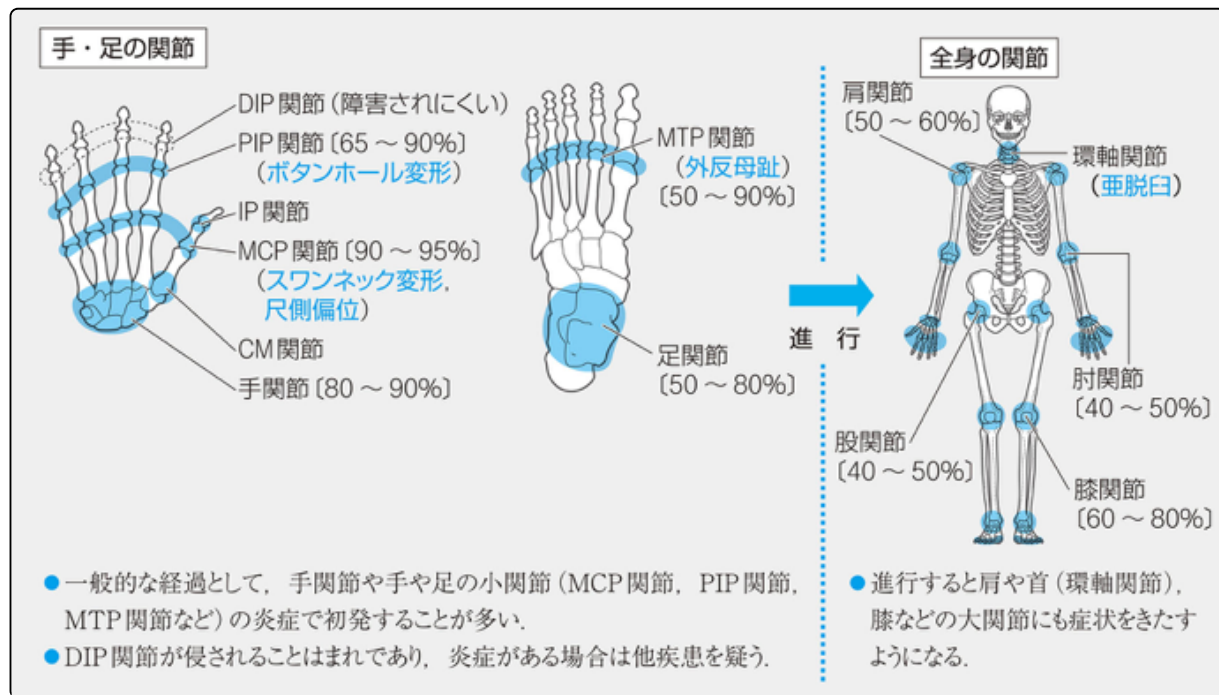 手・足の関節
DIP関節(障害されにくい)
PIP関節〔65～90%〕
(ボタンホール変形)
IP関節
MCP関節〔90～95%〕
(スワンネック変形,
尺側偏位)
CM関節
手関節〔80～90%〕
MTP関節
(外反母趾)
〔50～90%〕
足関節
〔50～80%〕
進 行
全身の関節
肩関節
〔50～60%〕
環軸関節
(亜脱臼)
肘関節
〔40～50%〕
股関節
〔40～50%〕
膝関節
〔60～80%〕
●一般的な経過として, 手関節や手や足の小関節(MCP関節, PIP関節,
MTP関節など)の炎症で初発することが多い.
●DIP関節が侵されることはまれであり, 炎症がある場合は他疾患を疑う.
●進行すると肩や首(環軸関節),
膝などの大関節にも症状をきたす
ようになる.